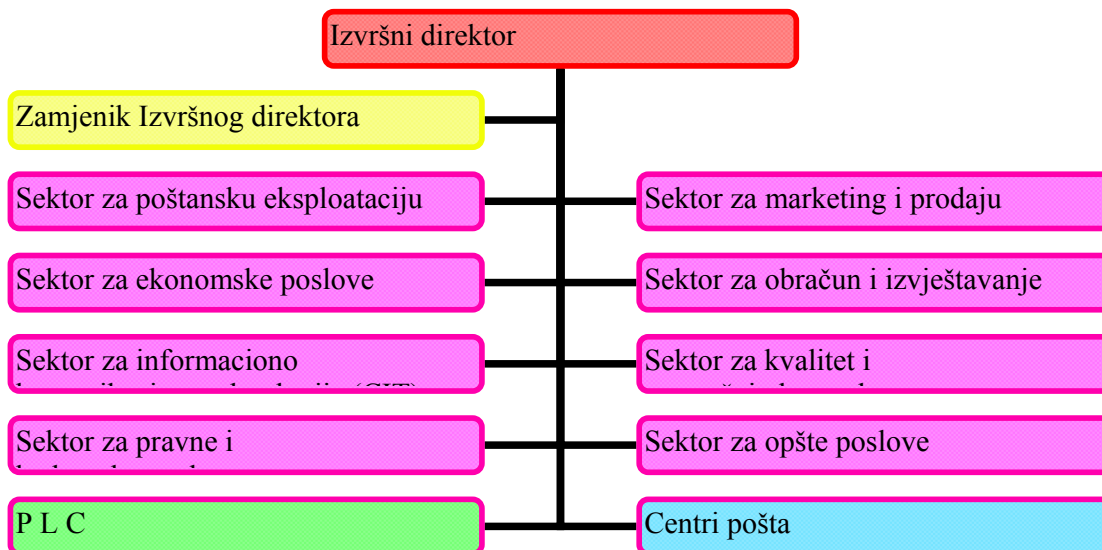 Izvršni direktor
Zamjenik Izvršnog direktora
Sektor za poštansku eksploataciju
Sektor za marketing i prodaju
Sektor za ekonomske poslove
Sektor za obračun i izvještavanje
Sektor za informaciono
Sektor za kvalitet i
Sektor za pravne i
Sektor za opšte poslove
P L C
Centri pošta